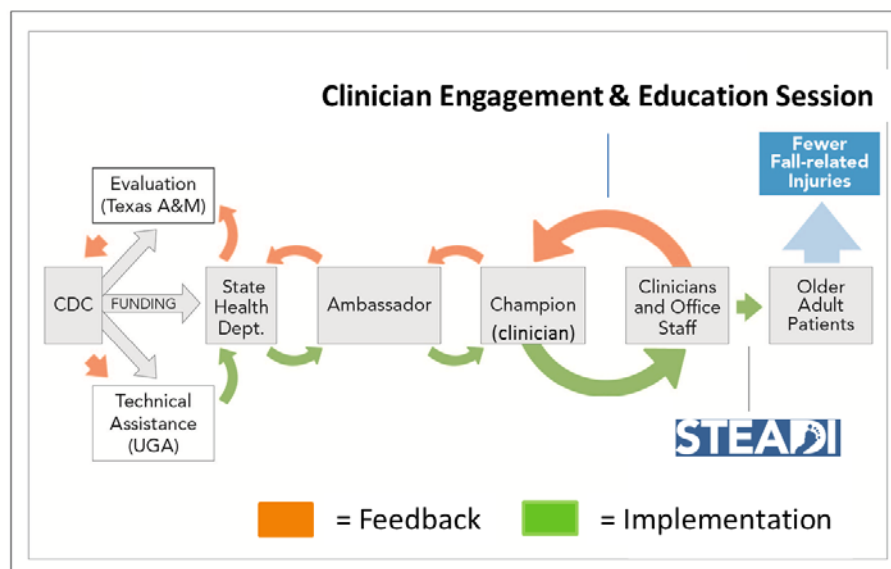 Clinician Engagement & Education Session
Fewer
Fall-related
Injuries
Evaluation
(Texas A&M)
CDC
FUNDING
State
Health
Dept.
Ambassador
Champion
(clinician)
Clinicians
and Office
Staff
Older
Adult
Patients
Technical
Assistance
(UGA)
STEADI
= Feedback
= Implementation